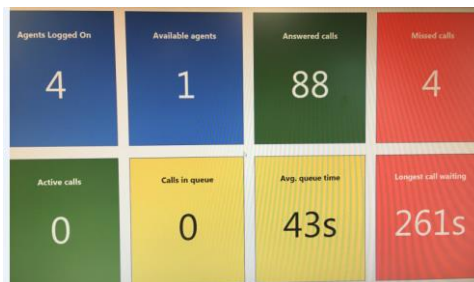 Agents Logged On
4
Available agents
1
Answered calls
88
Missed calls
4
Active calls
0
Calls in queue
0
Avg. queue time
43s
Longest call waiting
261s